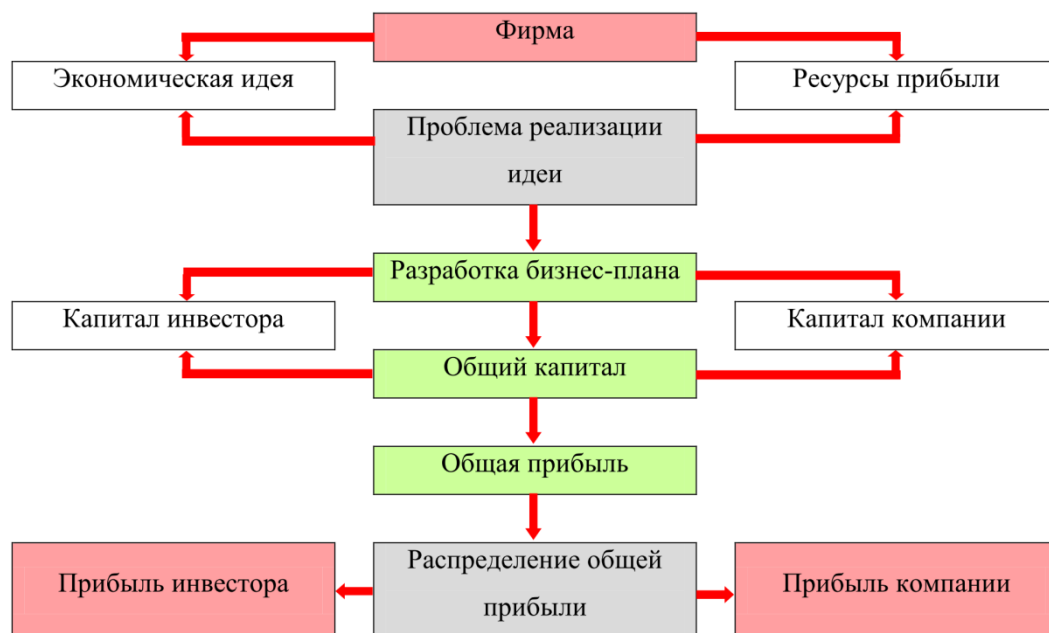 Фирма
Экономическая идея
Ресурсы прибыли
Проблема реализации
идеи
Разработка бизнес-плана
Капитал инвестора
Капитал компании
Общий капитал
Общая прибыль
Прибыль инвестора
Распределение общей
прибыли
Прибыль компании